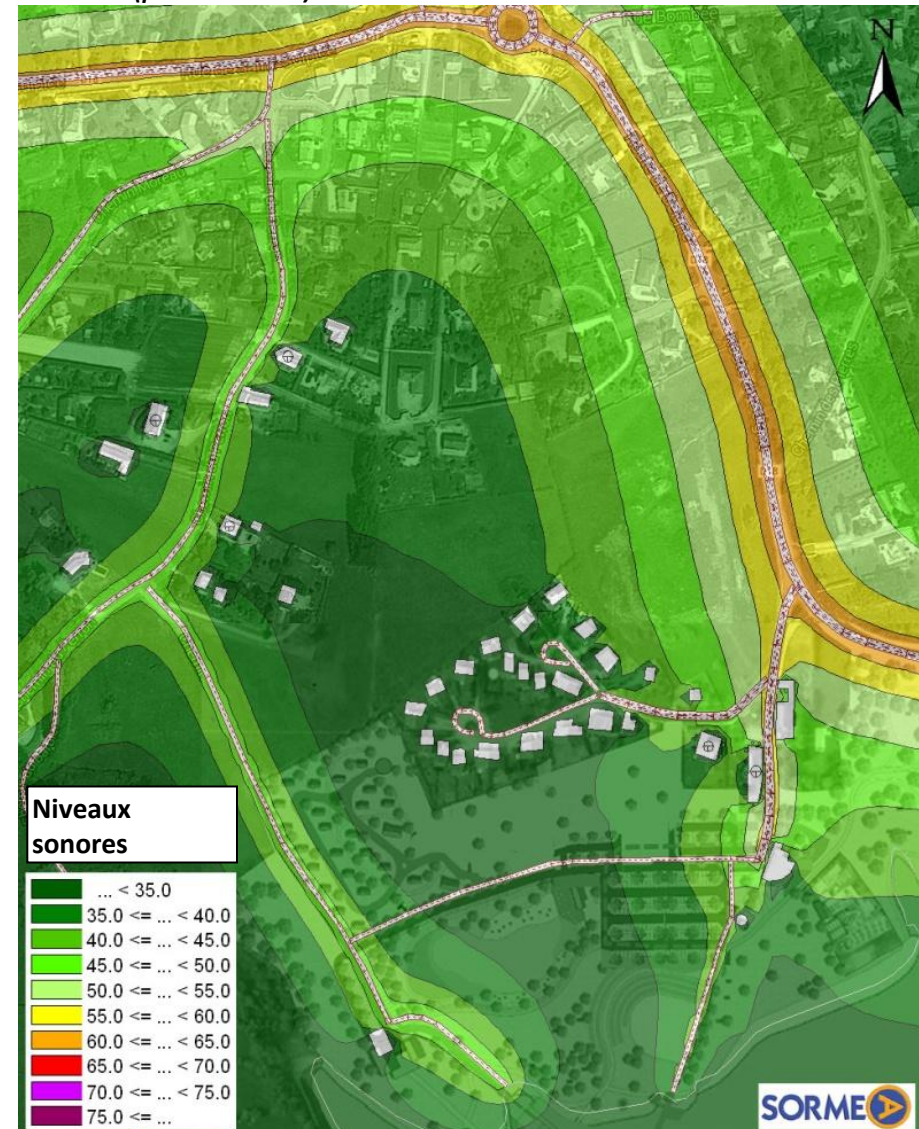 N
Niveaux
sonores
... < 35.0
35.0 <= ... < 40.0
40.0 <= ... < 45.0
45.0 <= ... < 50.0
50.0 <= ... < 55.0
55.0 <= ... < 60.0
60.0 <= ... < 65.0
65.0 <= ... < 70.0
70.0 <= ... < 75.0
75.0 <= ...
SORMEA